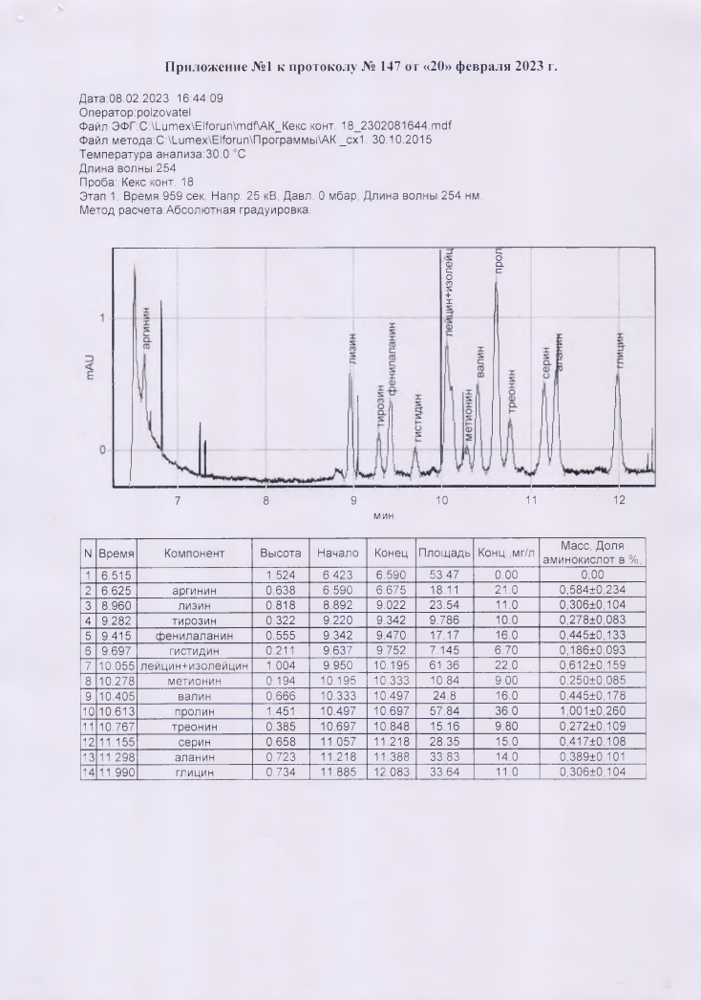 Приложение №1 к протоколу № 147 от «20» февраля 2023 г.
Дата:08.02.2023 16:44:09
Оператор:polzovatel
Файл ЭФГ:C:\Lumex\Elforun\mdf\АК_Кекс конт. 18_2302081644.mdf
Файл метода:C:\Lumex\Elforun\Программы\АК _сх1. 30.10.2015
Температура анализа:30.0 °C
Длина волны:254
Проба: Кекс конт. 18
Этап 1. Время 959 сек, Напр. 25 кВ, Давл. 0 мбар, Длина волны 254 нм.
Метод расчета:Абсолютная градуировка.
mAU
1
0
аргинин
лизин
тирозин
фенилаланин
гистидин
лейцин+изолейц
метионин
валин
прол
треонин
серин
аланин
глицин
7 8 9 10 11 12
мин
N Время Компонент Высота Начало Конец Площадь Конц.,мг/л Масс. Доля аминокислот в %,
1 6.515 1.524 6.423 6.590 53.47 0.00 0,00
2 6.625 аргинин 0.638 6.590 6.675 18.11 21.0 0,584±0,234
3 8.960 лизин 0.818 8.892 9.022 23.54 11.0 0,306±0,104
4 9.282 тирозин 0.322 9.220 9.342 9.786 10.0 0,278±0,083
5 9.415 фенилаланин 0.555 9.342 9.470 17.17 16.0 0,445±0,133
6 9.697 гистидин 0.211 9.637 9.752 7.145 6.70 0,186±0,093
7 10.055 лейцин+изолейцин 1.004 9.950 10.195 61.36 22.0 0,612±0,159
8 10.278 метионин 0.194 10.195 10.333 10.84 9.00 0,250±0,085
9 10.405 валин 0.666 10.333 10.497 24.8 16.0 0,445±0,178
10 10.613 пролин 1.451 10.497 10.697 57.84 36.0 1,001±0,260
11 10.767 треонин 0.385 10.697 10.848 15.16 9.80 0,272±0,109
12 11.155 серин 0.658 11.057 11.218 28.35 15.0 0,417±0,108
13 11.298 аланин 0.723 11.218 11.388 33.83 14.0 0,389±0,101
14 11.990 глицин 0.734 11.885 12.083 33.64 11.0 0,306±0,104